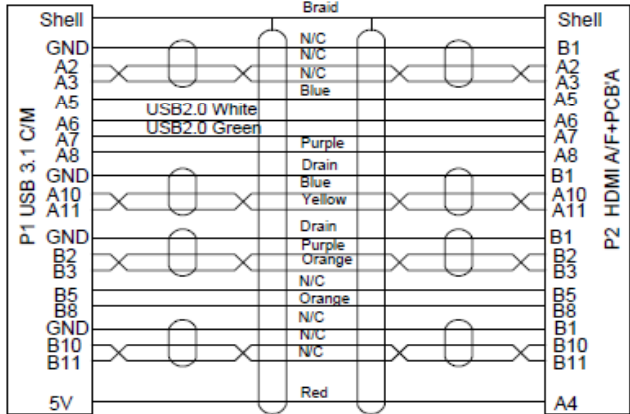 Braid
Shell Shell
N/C
GND B1
N/C
A2 A2
N/C
A3 A3
Blue
A5 A5
USB2.0 White
A6 A6
USB2.0 Green
A7 A7
Purple
A8 A8
Drain
GND B1
Blue
A10 A10
Yellow
A11 A11
Drain
GND B1
Purple
B2 B2
Orange
B3 B3
N/C
B5 B5
Orange
B8 B8
N/C
GND B1
N/C
B10 B10
N/C
B11 B11
Red
5V A4
P1 USB 3.1 C/M
P2 HDMI A/F+PCB'A